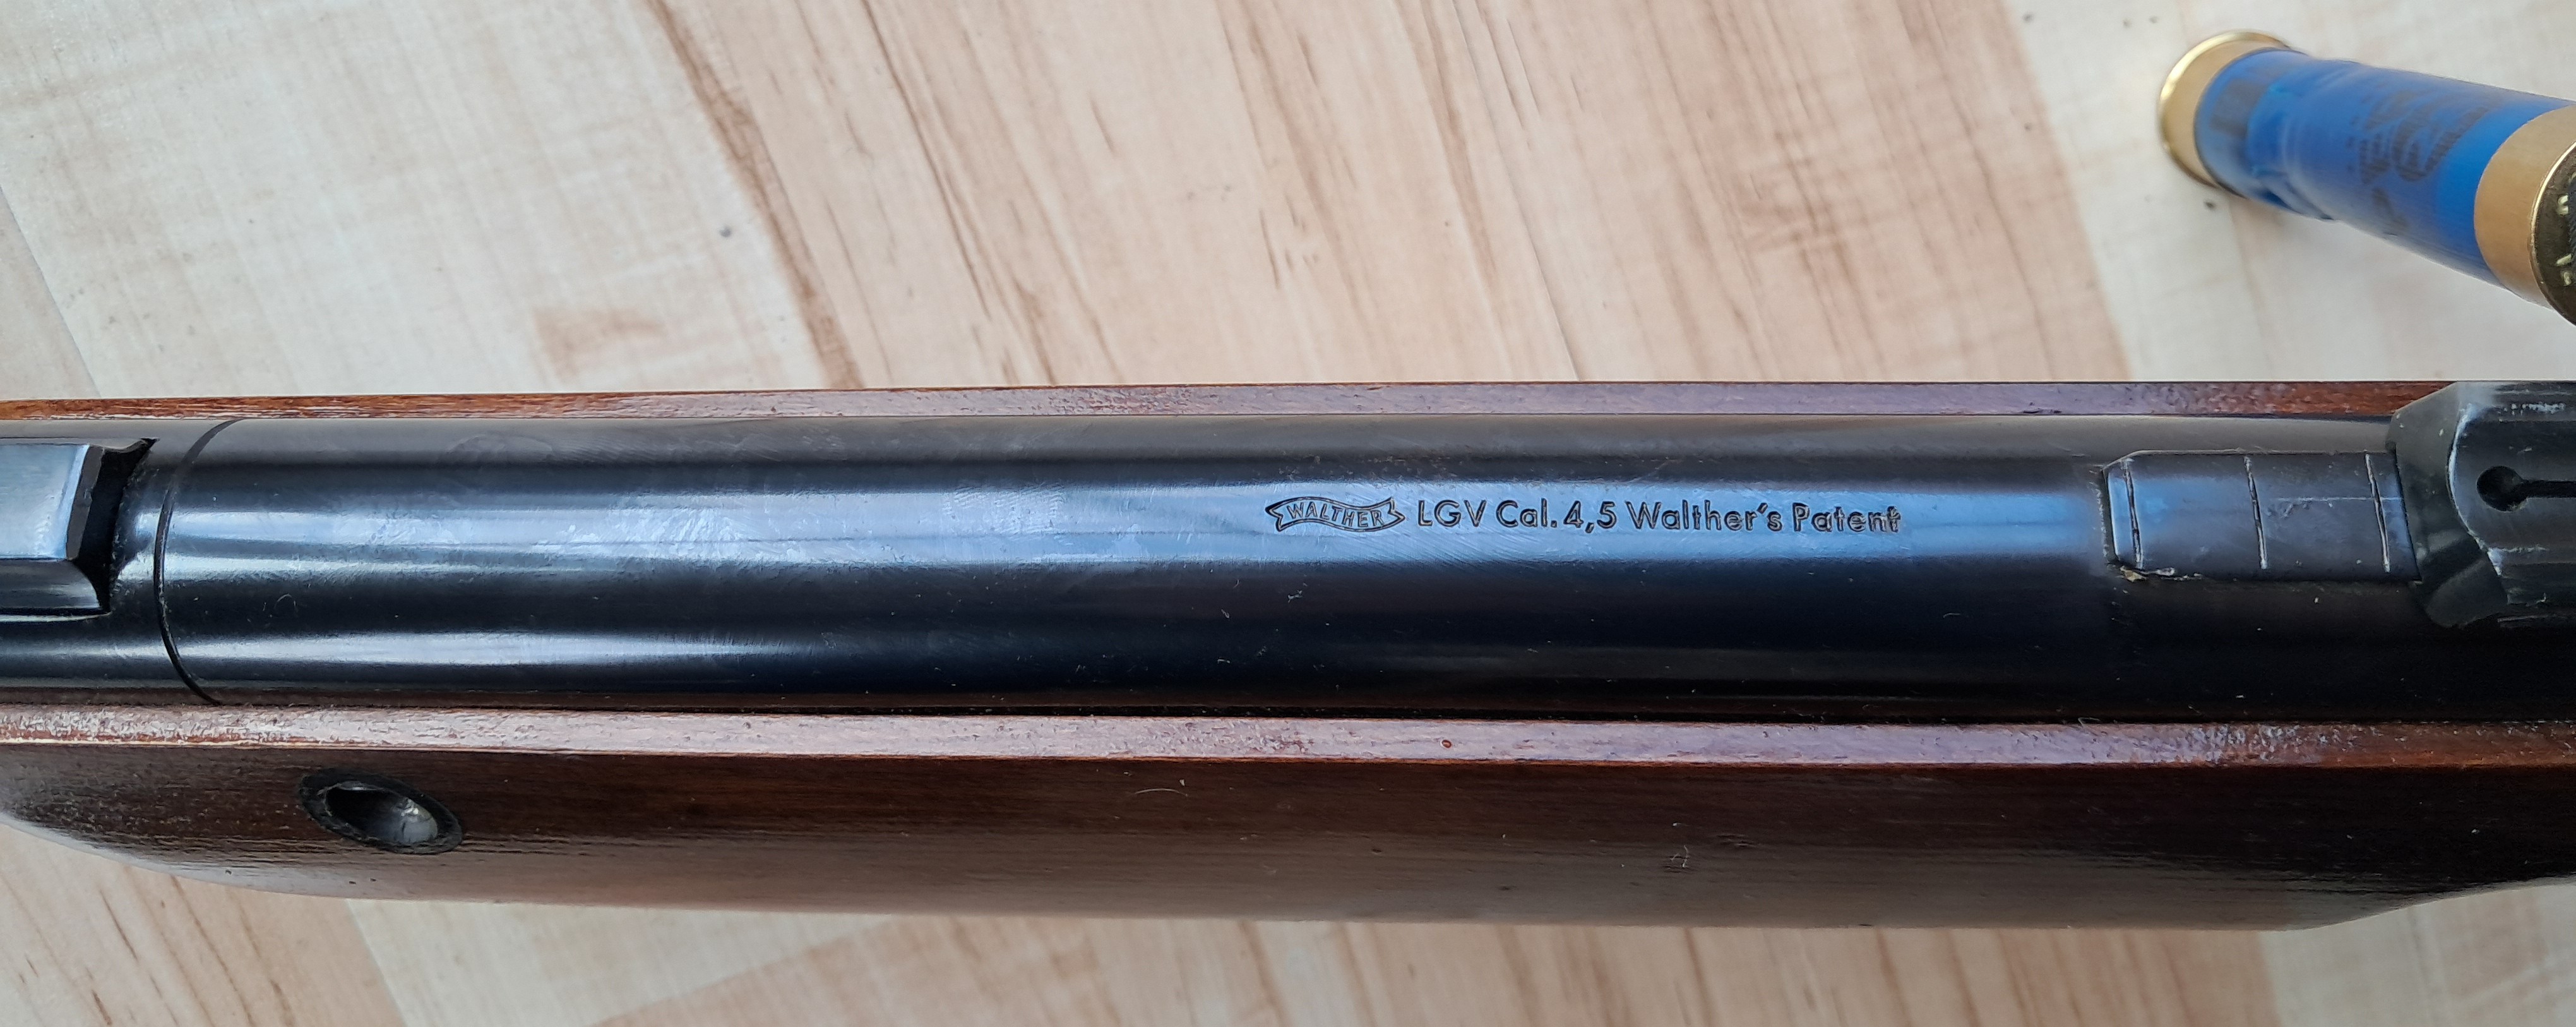 WALTHER LGV Cal. 4,5 Walther's Patent